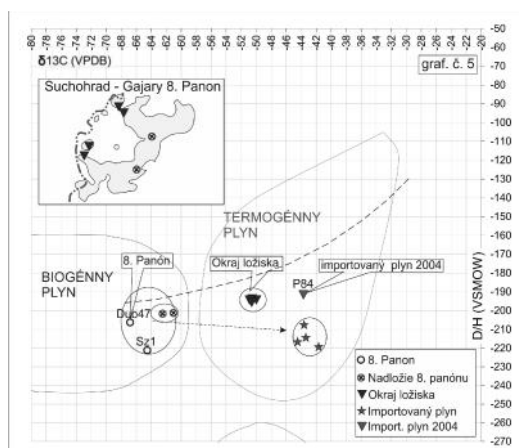 -80 -78 -76 -74 -72 -70 -68 -66 -64 -62 -60 -58 -56 -54 -52 -50 -48 -46 -44 -42 -40 -38 -36 -34 -32 -30 -28 -26 -24 -22 -20
δ13C (VPDB)
graf. č. 5
Suchohrad - Gajary 8. Panon
-50
-60
-70
-80
-90
-100
-110
-120
-130
-140
-150
-160
-170
-180
-190
-200
-210
-220
-230
-240
-250
-260
-270
D/H (VSMOW)
TERMOGÉNNY
PLYN
8. Panón
Okraj ložiska
importovaný plyn 2004
BIOGÉNNY
PLYN
P84
Dub47
Sz1
8. Panon
Nadložie 8. panónu
Okraj ložiska
Importovaný plyn
Import. plyn 2004